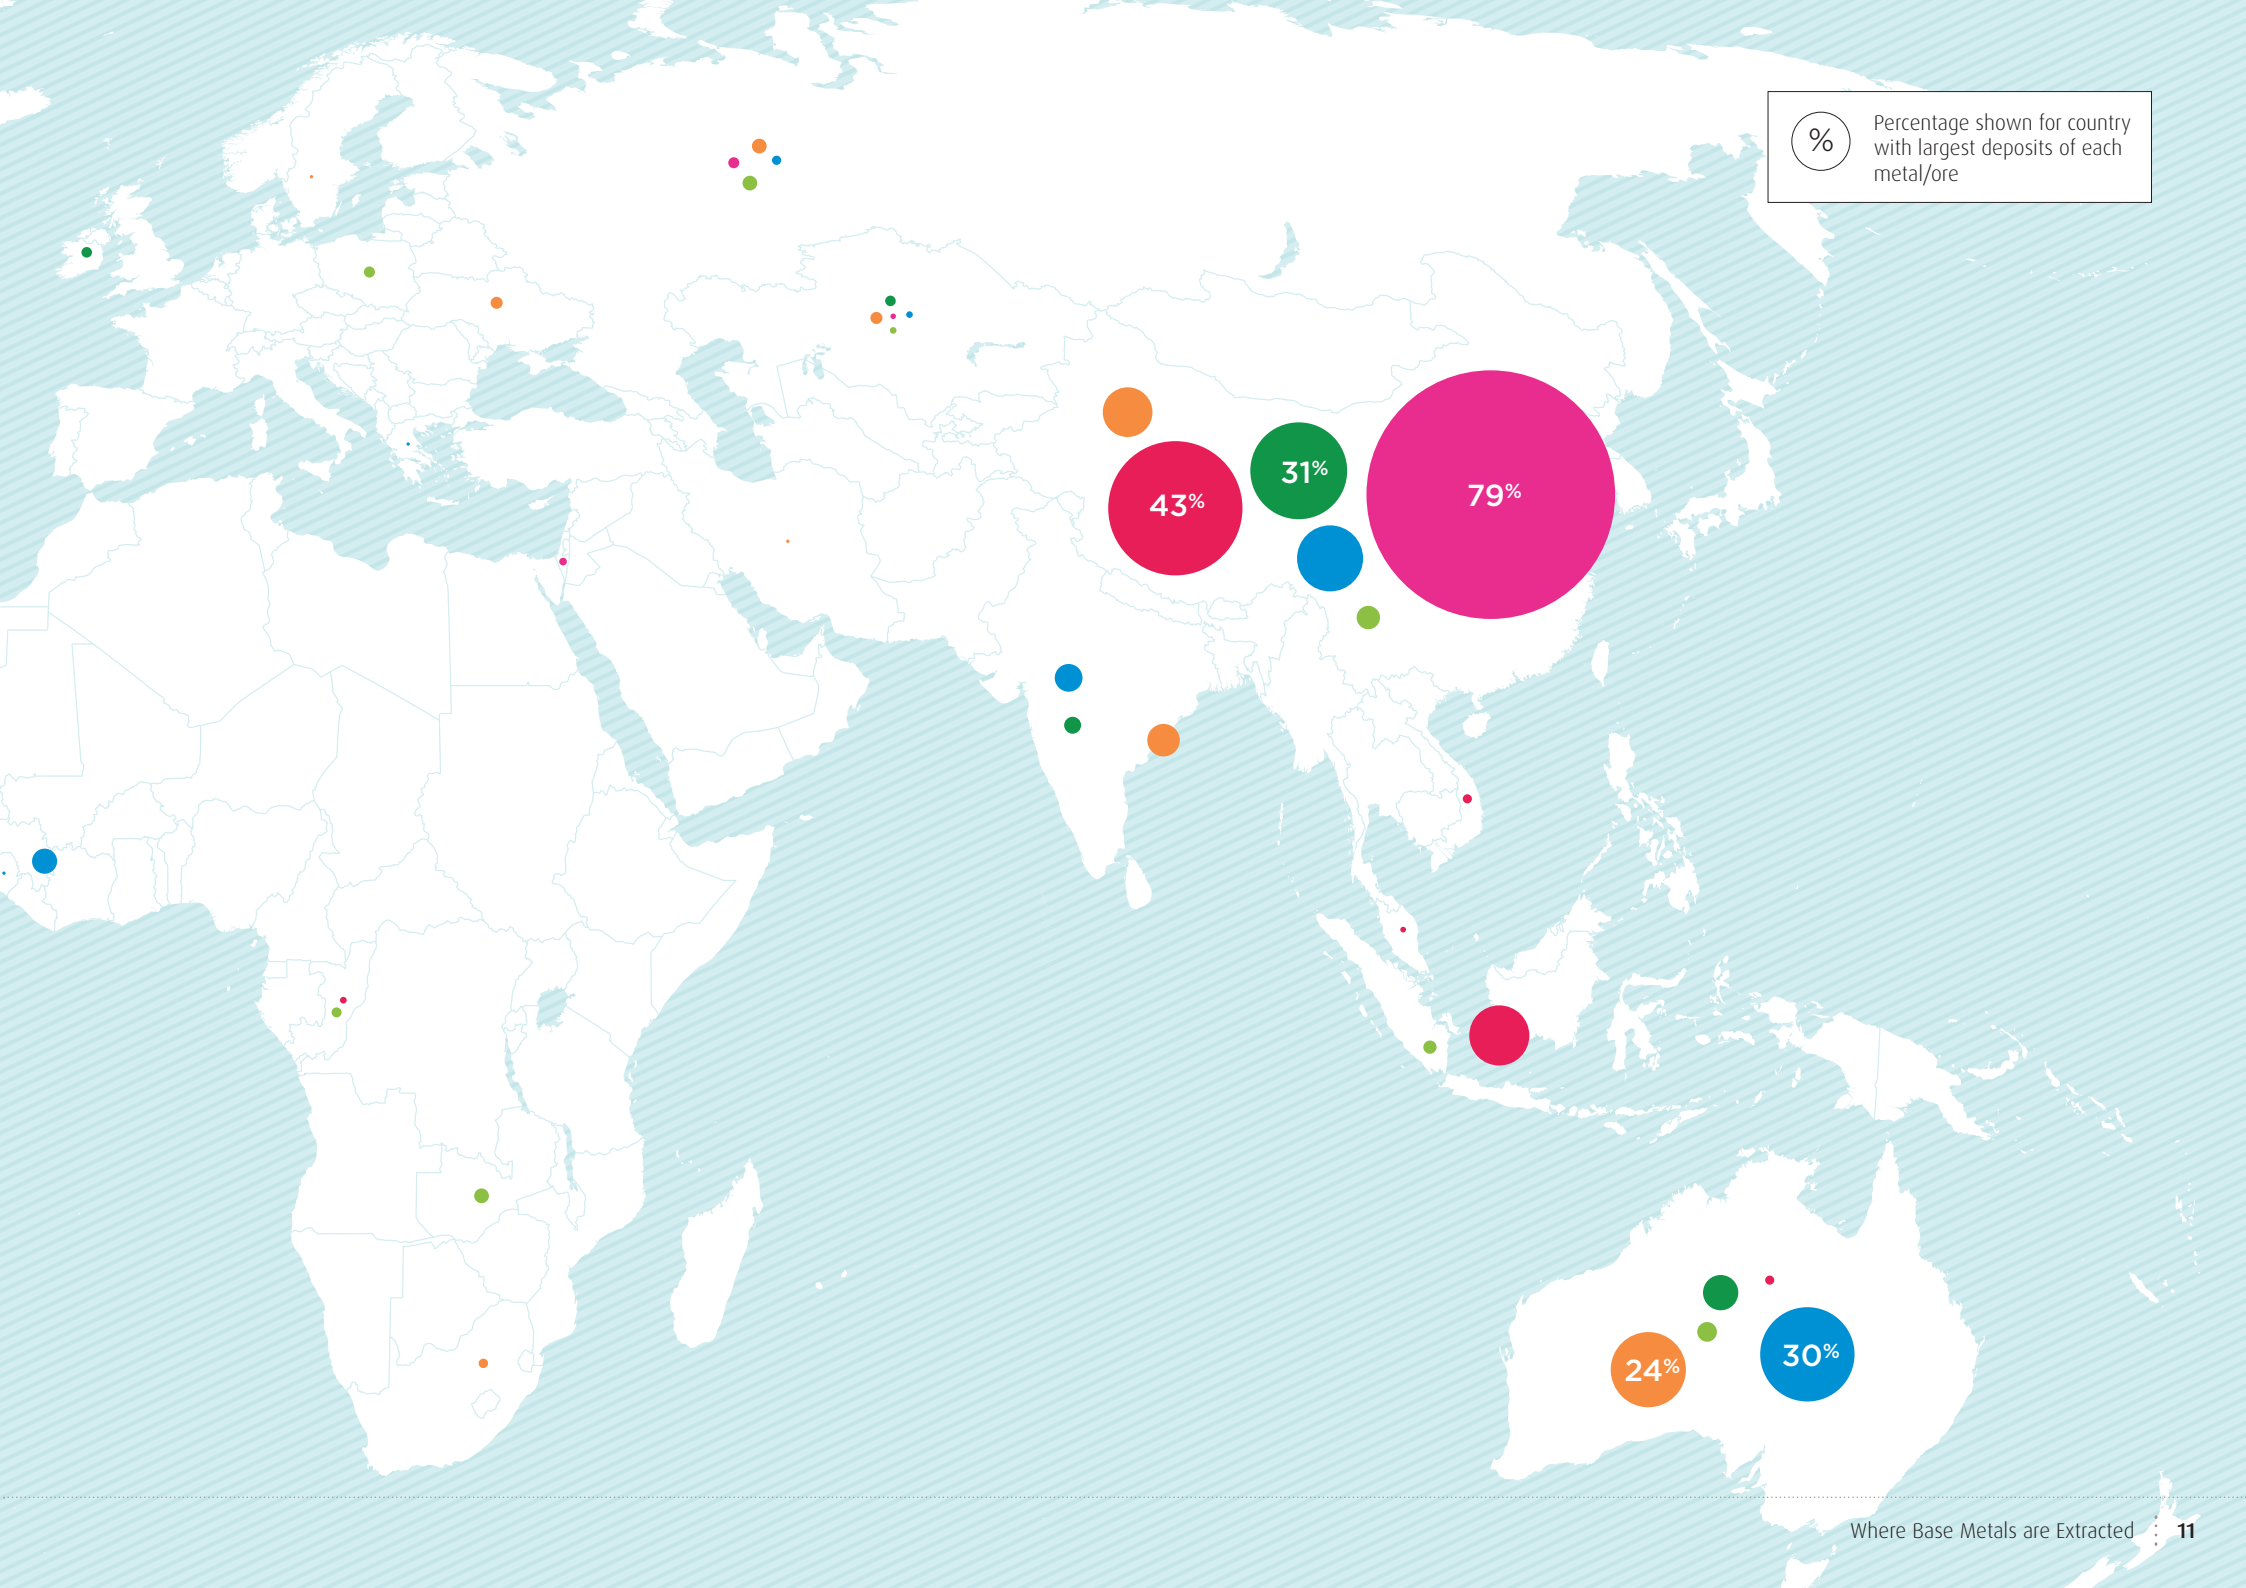 %
Percentage shown for country
with largest deposits of each
metal/ore
43%
31%
79%
24%
30%
Where Base Metals are Extracted
11